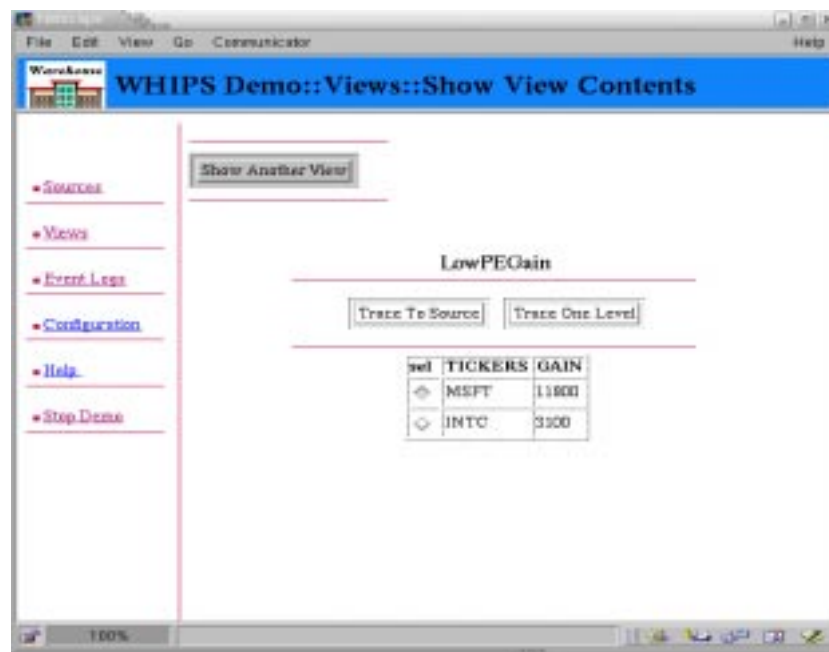 File Edit View Go Communicator Help
Warehouse
WHIPS Demo::Views::Show View Contents
Show Another View
Sources
Views
Event Logs
Configuration
Help
Stop Demo
LowPEGain
Trace To Source Trace One Level
sel TICKERS GAIN
MSFT 11800
INTC 3100
100%